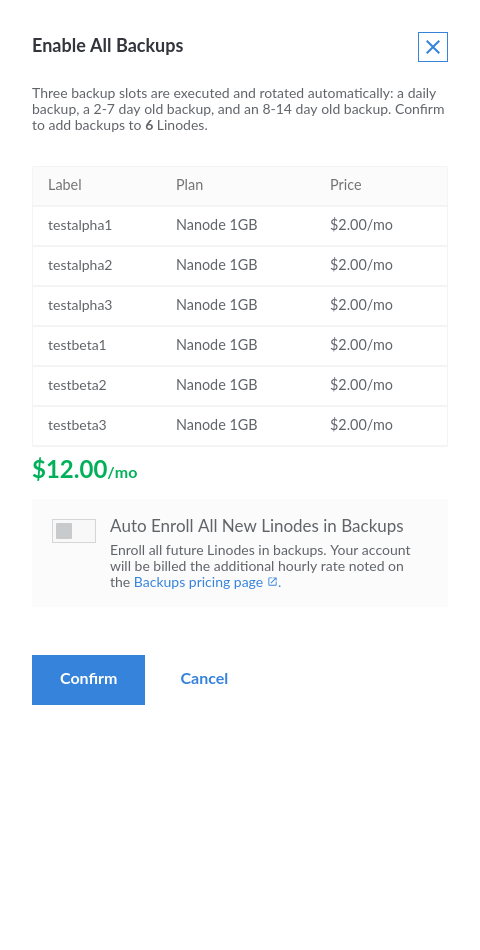 Enable All Backups
Three backup slots are executed and rotated automatically: a daily
backup, a 2-7 day old backup, and an 8-14 day old backup. Confirm
to add backups to 6 Linodes.
Label Plan Price
testalpha1 Nanode 1GB $2.00/mo
testalpha2 Nanode 1GB $2.00/mo
testalpha3 Nanode 1GB $2.00/mo
testbeta1 Nanode 1GB $2.00/mo
testbeta2 Nanode 1GB $2.00/mo
testbeta3 Nanode 1GB $2.00/mo
$12.00/mo
Auto Enroll All New Linodes in Backups
Enroll all future Linodes in backups. Your account
will be billed the additional hourly rate noted on
the Backups pricing page .
Confirm Cancel